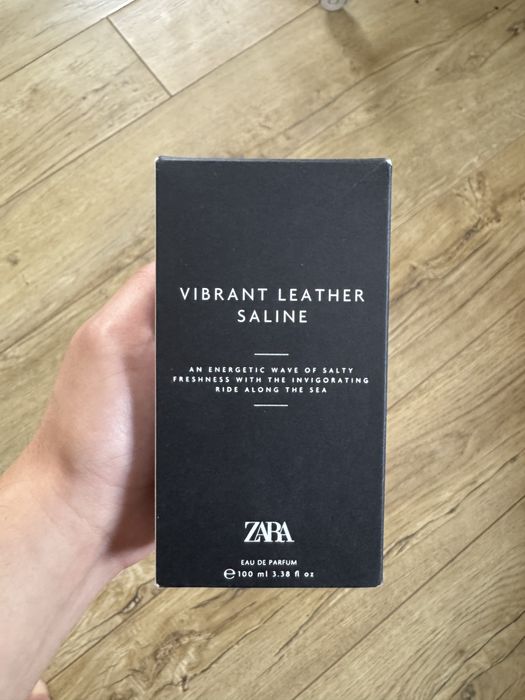 VIBRANT LEATHER
SALINE
AN ENERGETIC WAVE OF SALTY
FRESHNESS WITH THE INVIGORATING
RIDE ALONG THE SEA
ZARA
EAU DE PARFUM
℮ 100 ml 3.38 fl oz